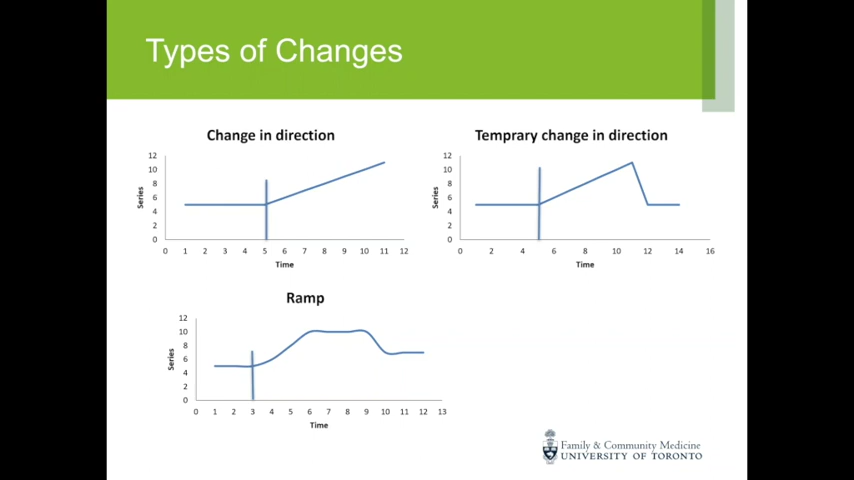 Types of Changes
Change in direction
12
10
8
6
4
2
0
Series
0 1 2 3 4 5 6 7 8 9 10 11 12
Time
Temprary change in direction
12
10
8
6
4
2
0
Series
0 2 4 6 8 10 12 14 16
Time
Ramp
12
10
8
6
4
2
0
Series
0 1 2 3 4 5 6 7 8 9 10 11 12 13
Time
Family & Community Medicine
UNIVERSITY OF TORONTO